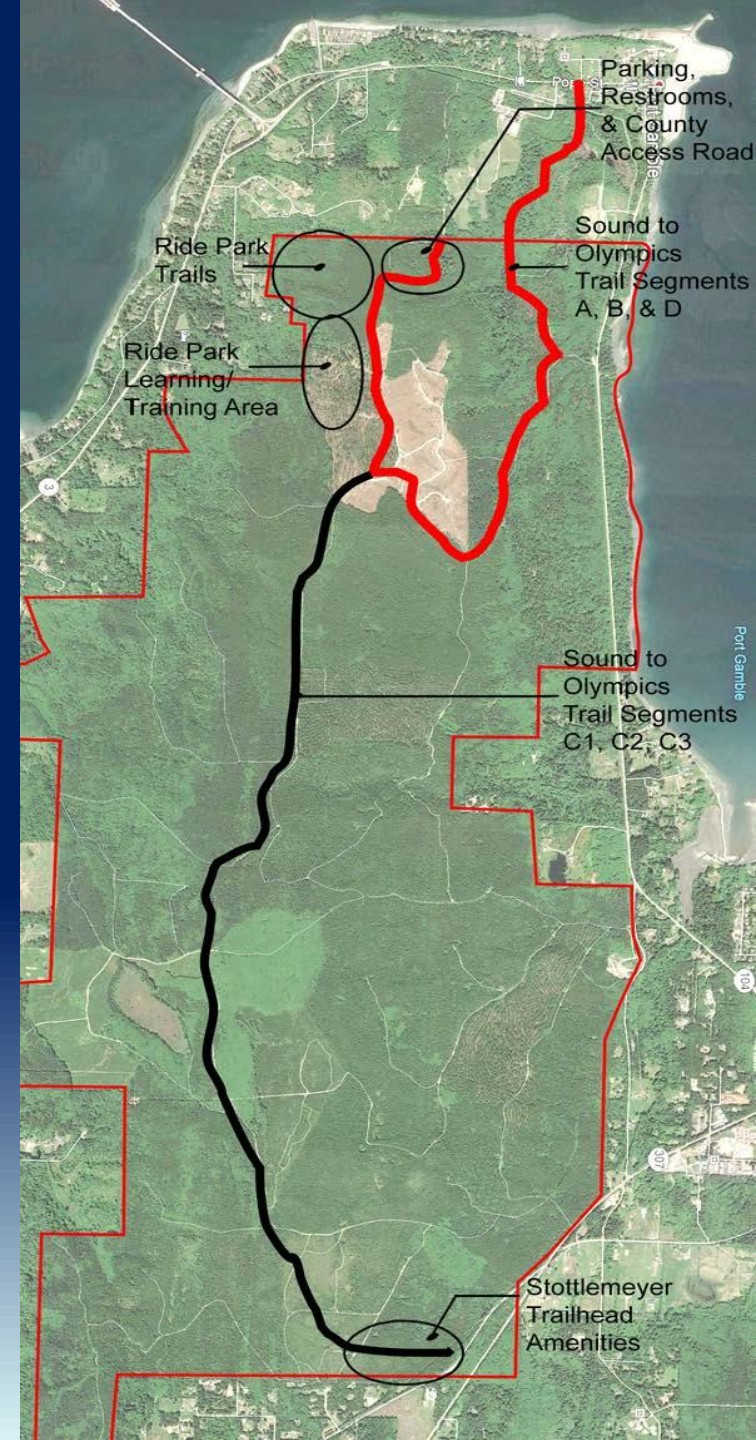 Parking,
Restrooms,
& County
Access Road
Sound to
Olympics
Trail Segments
A, B, & D
Ride Park
Trails
Ride Park
Learning/
Training Area
3
Port Gamble
Sound to
Olympics
Trail Segments
C1, C2, C3
104
307
Stottlemeyer
Trailhead
Amenities